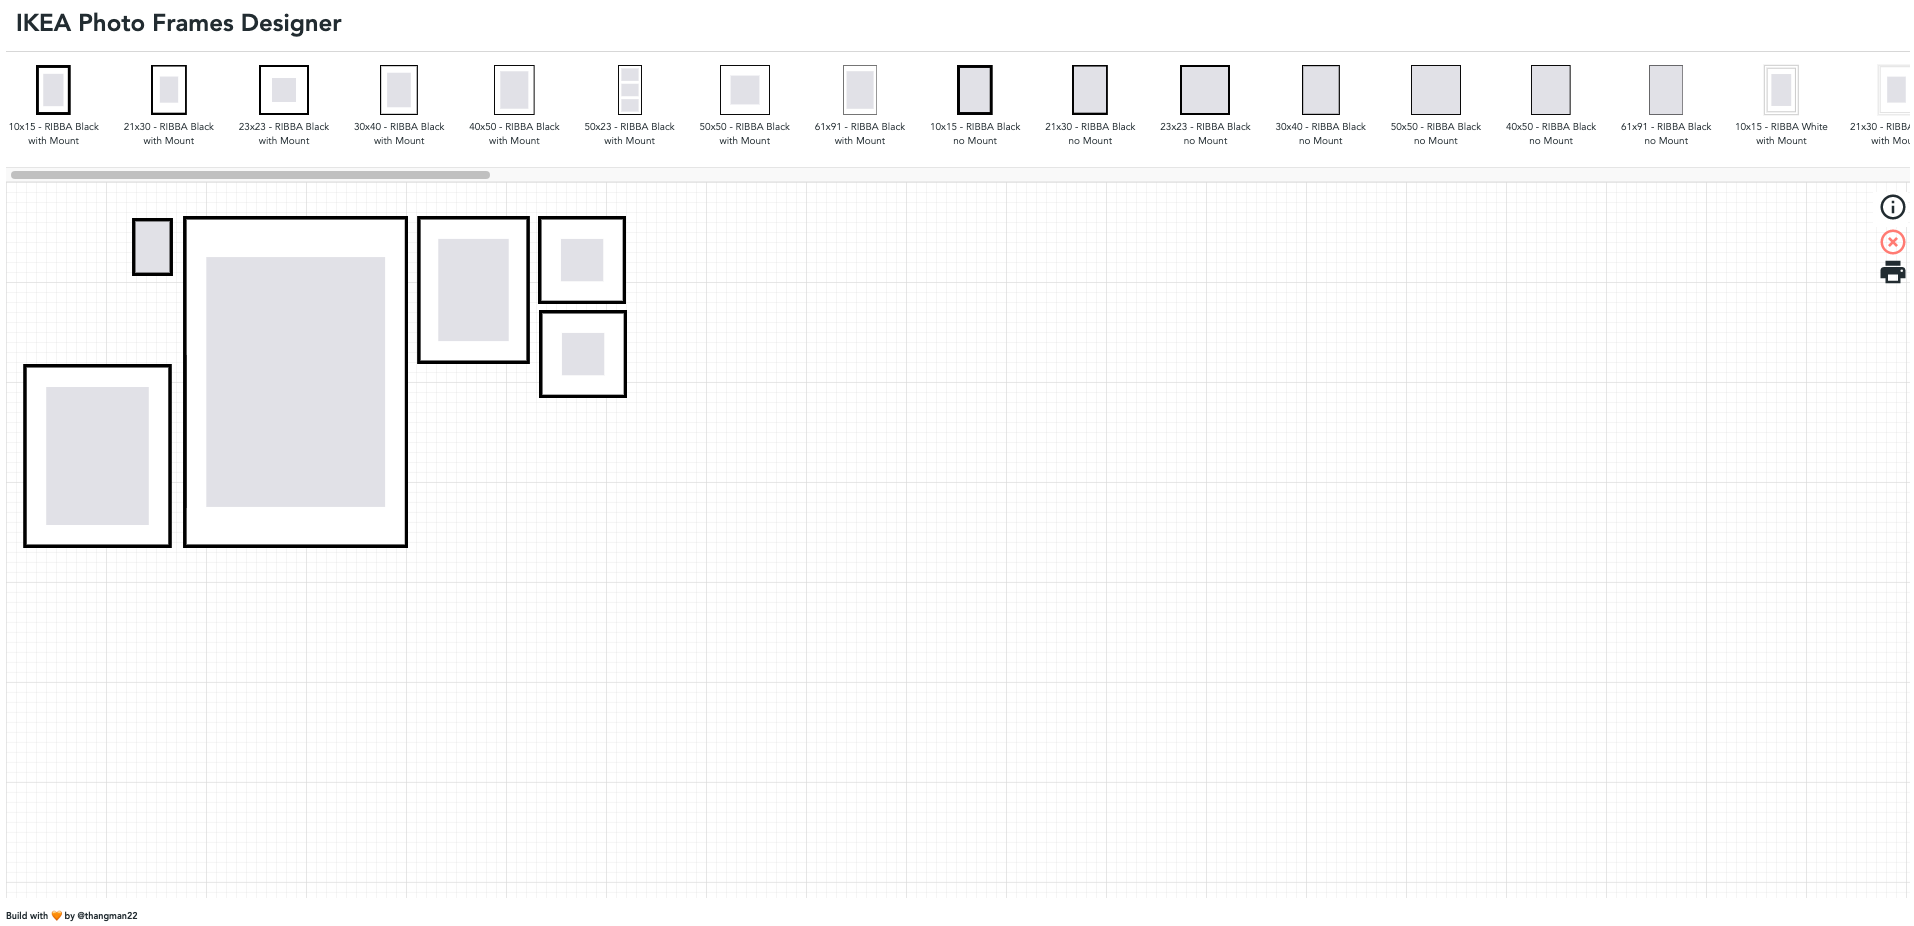 IKEA Photo Frames Designer
10x15 - RIBBA Black
with Mount
21x30 - RIBBA Black
with Mount
23x23 - RIBBA Black
with Mount
30x40 - RIBBA Black
with Mount
40x50 - RIBBA Black
with Mount
50x23 - RIBBA Black
with Mount
50x50 - RIBBA Black
with Mount
61x91 - RIBBA Black
with Mount
10x15 - RIBBA Black
no Mount
21x30 - RIBBA Black
no Mount
23x23 - RIBBA Black
no Mount
30x40 - RIBBA Black
no Mount
50x50 - RIBBA Black
no Mount
40x50 - RIBBA Black
no Mount
61x91 - RIBBA Black
no Mount
10x15 - RIBBA White
with Mount
21x30 - RIBBA
with Mou
Build with 🧡 by @thangman22